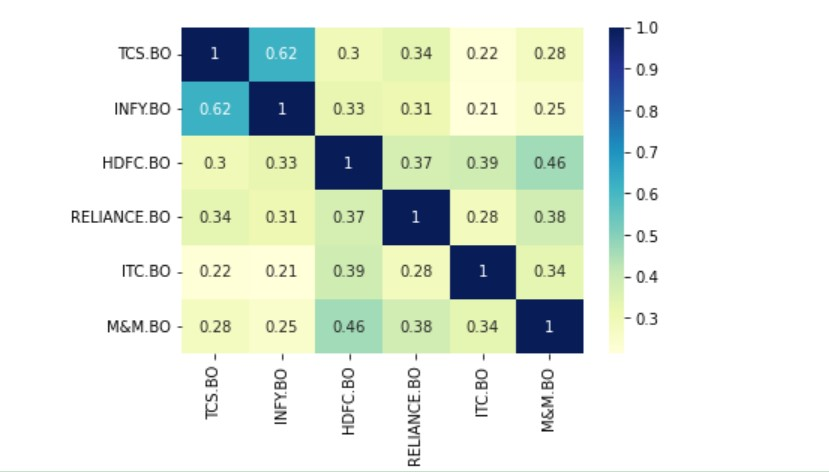 TCS.BO 1 0.62 0.3 0.34 0.22 0.28
INFY.BO 0.62 1 0.33 0.31 0.21 0.25
HDFC.BO 0.3 0.33 1 0.37 0.39 0.46
RELIANCE.BO 0.34 0.31 0.37 1 0.28 0.38
ITC.BO 0.22 0.21 0.39 0.28 1 0.34
M&M.BO 0.28 0.25 0.46 0.38 0.34 1
TCS.BO
INFY.BO
HDFC.BO
RELIANCE.BO
ITC.BO
M&M.BO
1.0
0.9
0.8
0.7
0.6
0.5
0.4
0.3